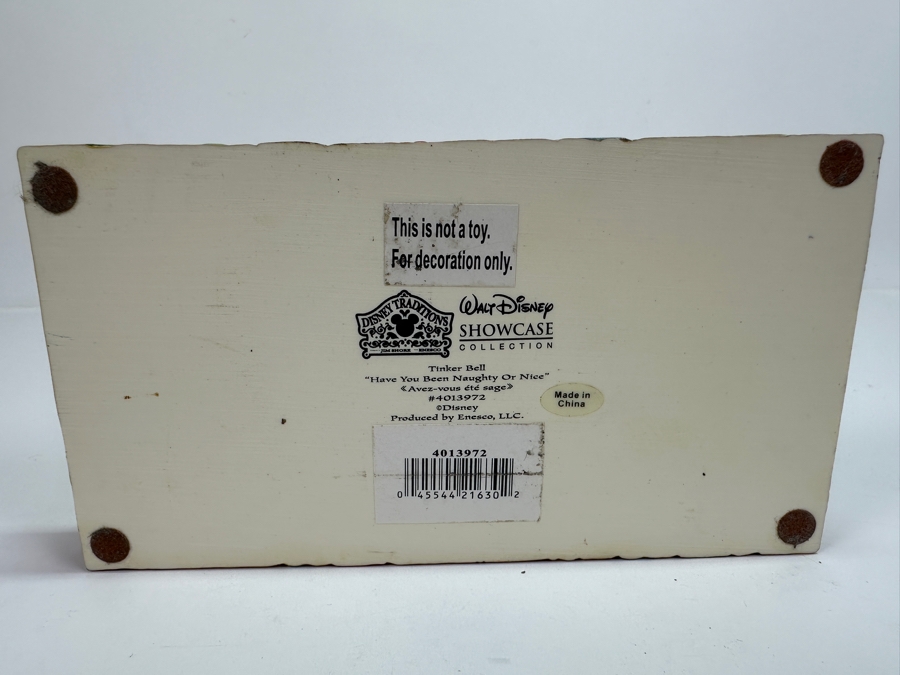 This is not a toy.
For decoration only.
DISNEY TRADITIONS
JIM SHORE ENESCO
WALT DISNEY
SHOWCASE
COLLECTION
Tinker Bell
"Have You Been Naughty Or Nice"
《Avez-vous été sage》
#4013972
©Disney
Produced by Enesco, LLC.
Made in
China
4013972
0 45544 21630 2